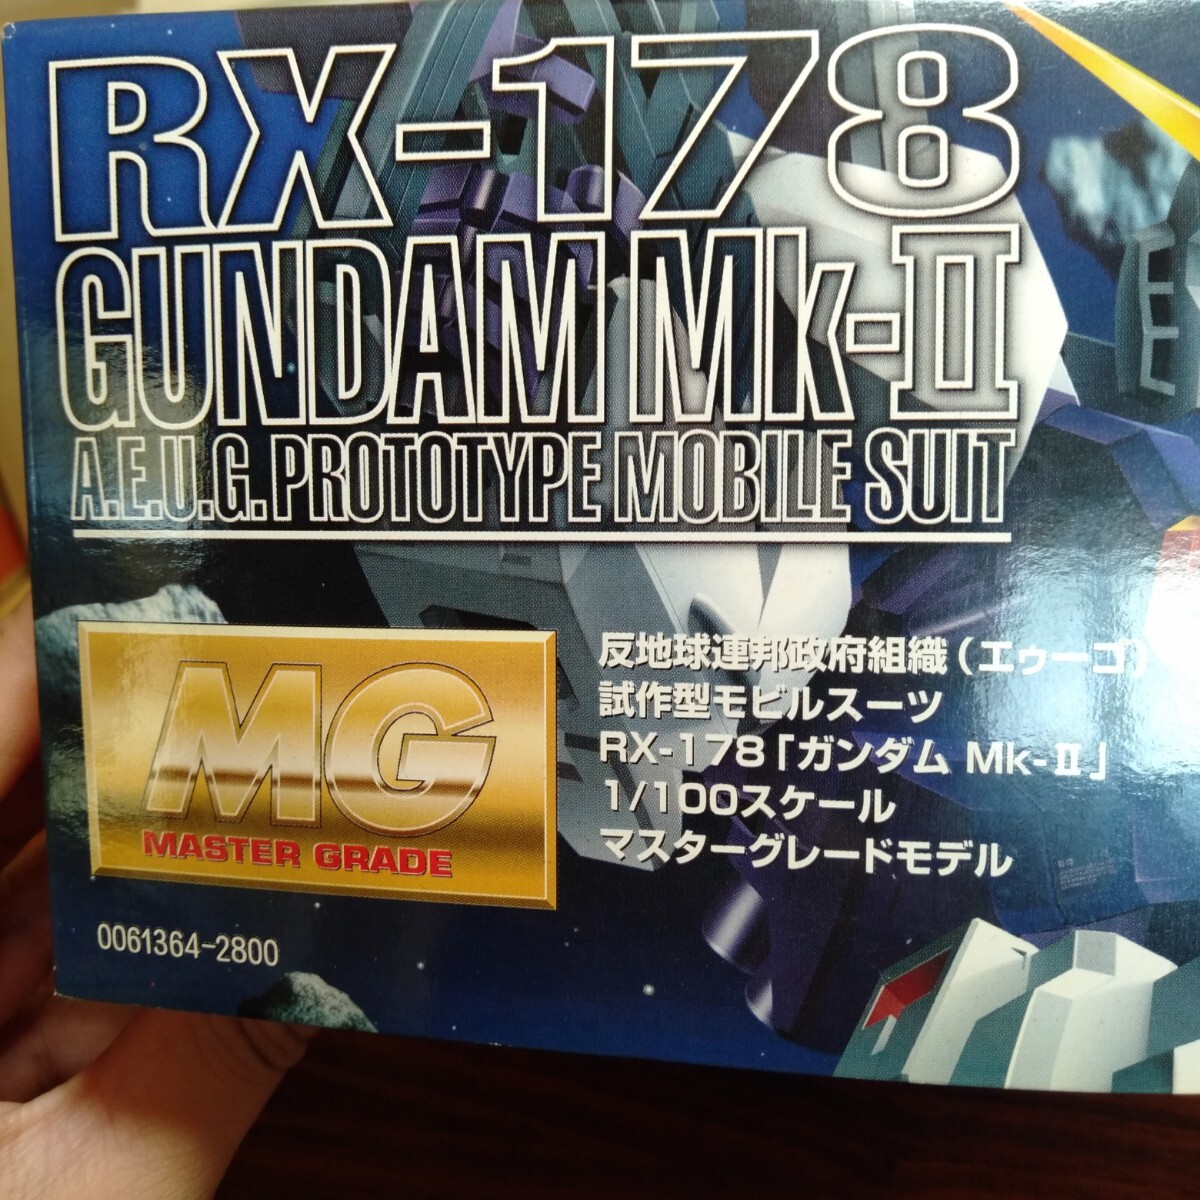 RX-178
GUNDAM Mk-II
A.E.U.G. PROTOTYPE MOBILE SUIT
MG
MASTER GRADE
0061364-2800
反地球連邦政府組織（エゥーゴ）
試作型モビルスーツ
RX-178「ガンダム Mk-Ⅱ」
1/100スケール
マスターグレードモデル